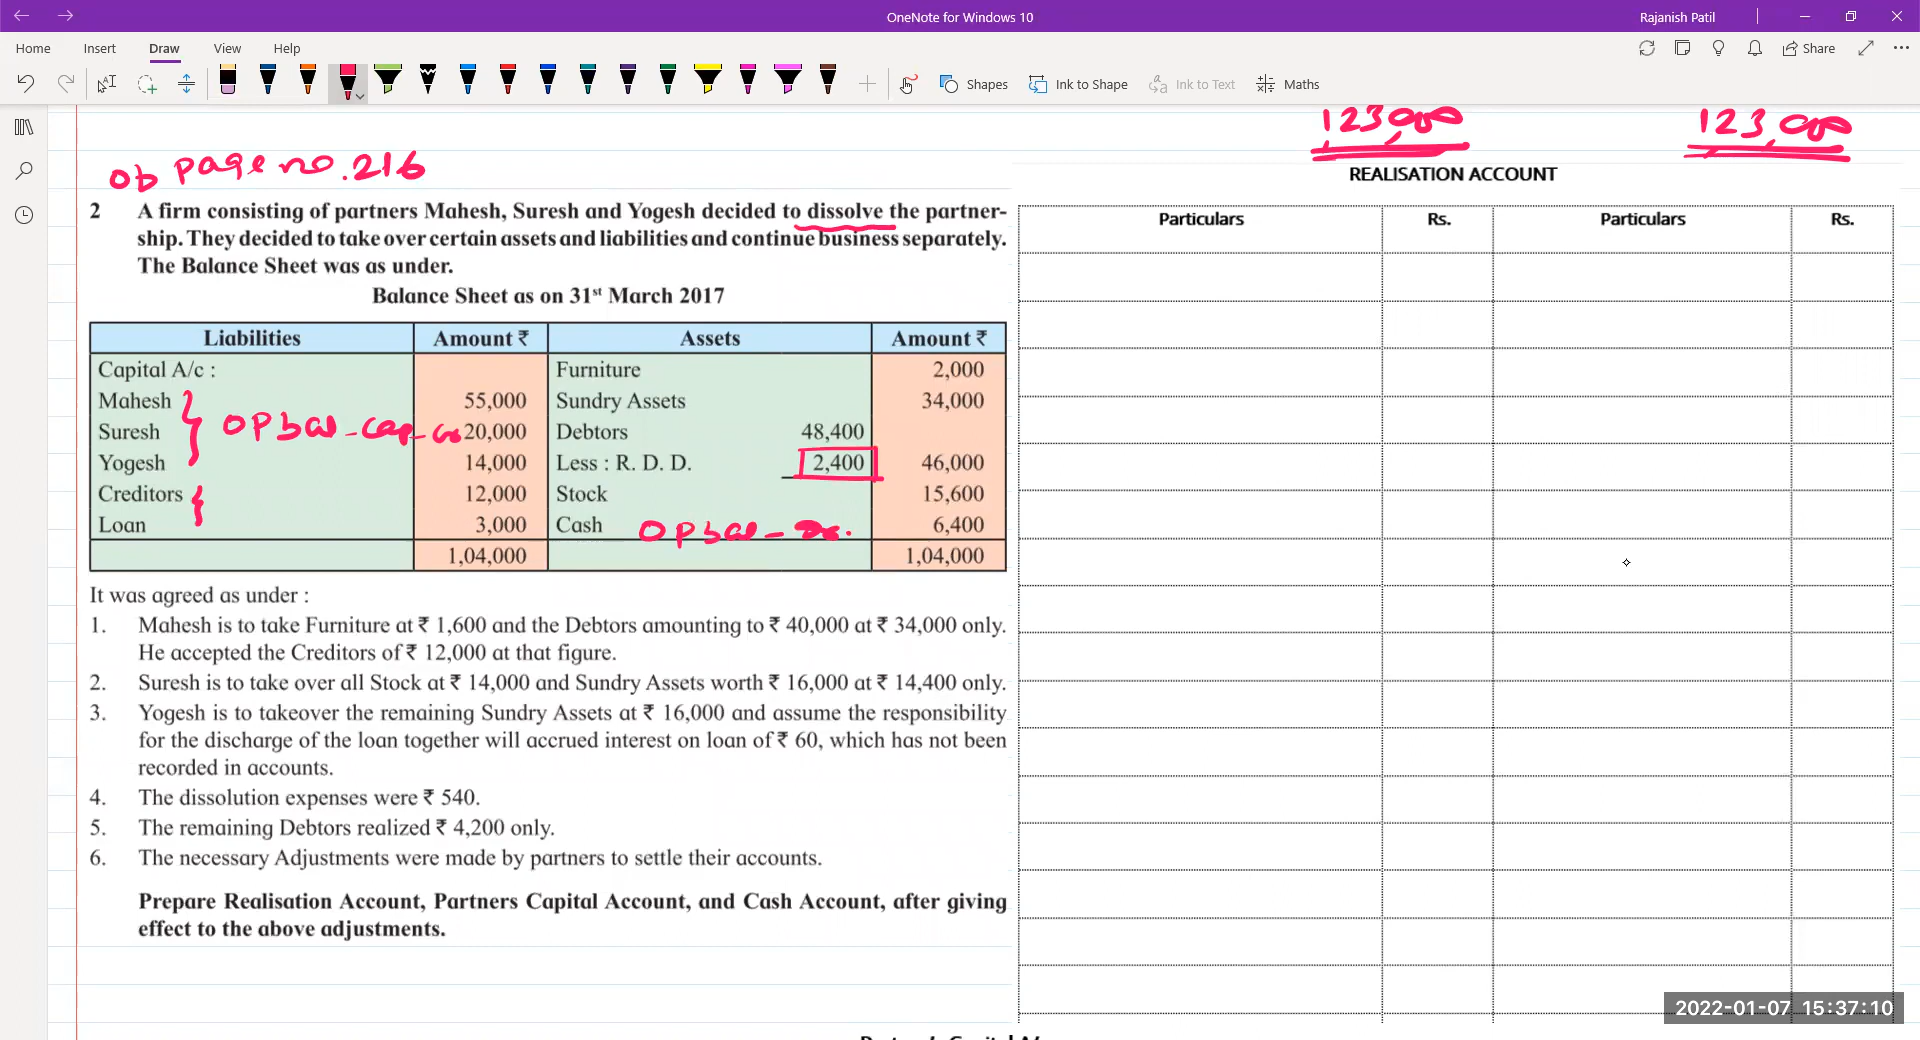 OneNote for Windows 10
Rajanish Patil
Home Insert Draw View Help
Share
Shapes Ink to Shape Ink to Text Maths
123,000 123,000
ob page no. 216
2 A firm consisting of partners Mahesh, Suresh and Yogesh decided to dissolve the partner-
ship. They decided to take over certain assets and liabilities and continue business separately.
The Balance Sheet was as under.
Balance Sheet as on 31st March 2017
Liabilities Amount ₹ Assets Amount ₹
Capital A/c : Furniture 2,000
Mahesh 55,000 Sundry Assets 34,000
Suresh 20,000 Debtors 48,400
op bal - cap - cr
Yogesh 14,000 Less : R. D. D. 2,400 46,000
Creditors 12,000 Stock 15,600
Loan 3,000 Cash 6,400
op bal - Dr.
1,04,000 1,04,000
It was agreed as under :
1. Mahesh is to take Furniture at ₹ 1,600 and the Debtors amounting to ₹ 40,000 at ₹ 34,000 only.
He accepted the Creditors of ₹ 12,000 at that figure.
2. Suresh is to take over all Stock at ₹ 14,000 and Sundry Assets worth ₹ 16,000 at ₹ 14,400 only.
3. Yogesh is to takeover the remaining Sundry Assets at ₹ 16,000 and assume the responsibility
for the discharge of the loan together will accrued interest on loan of ₹ 60, which has not been
recorded in accounts.
4. The dissolution expenses were ₹ 540.
5. The remaining Debtors realized ₹ 4,200 only.
6. The necessary Adjustments were made by partners to settle their accounts.
Prepare Realisation Account, Partners Capital Account, and Cash Account, after giving
effect to the above adjustments.
REALISATION ACCOUNT
Particulars Rs. Particulars Rs.
2022-01-07 15:37:10